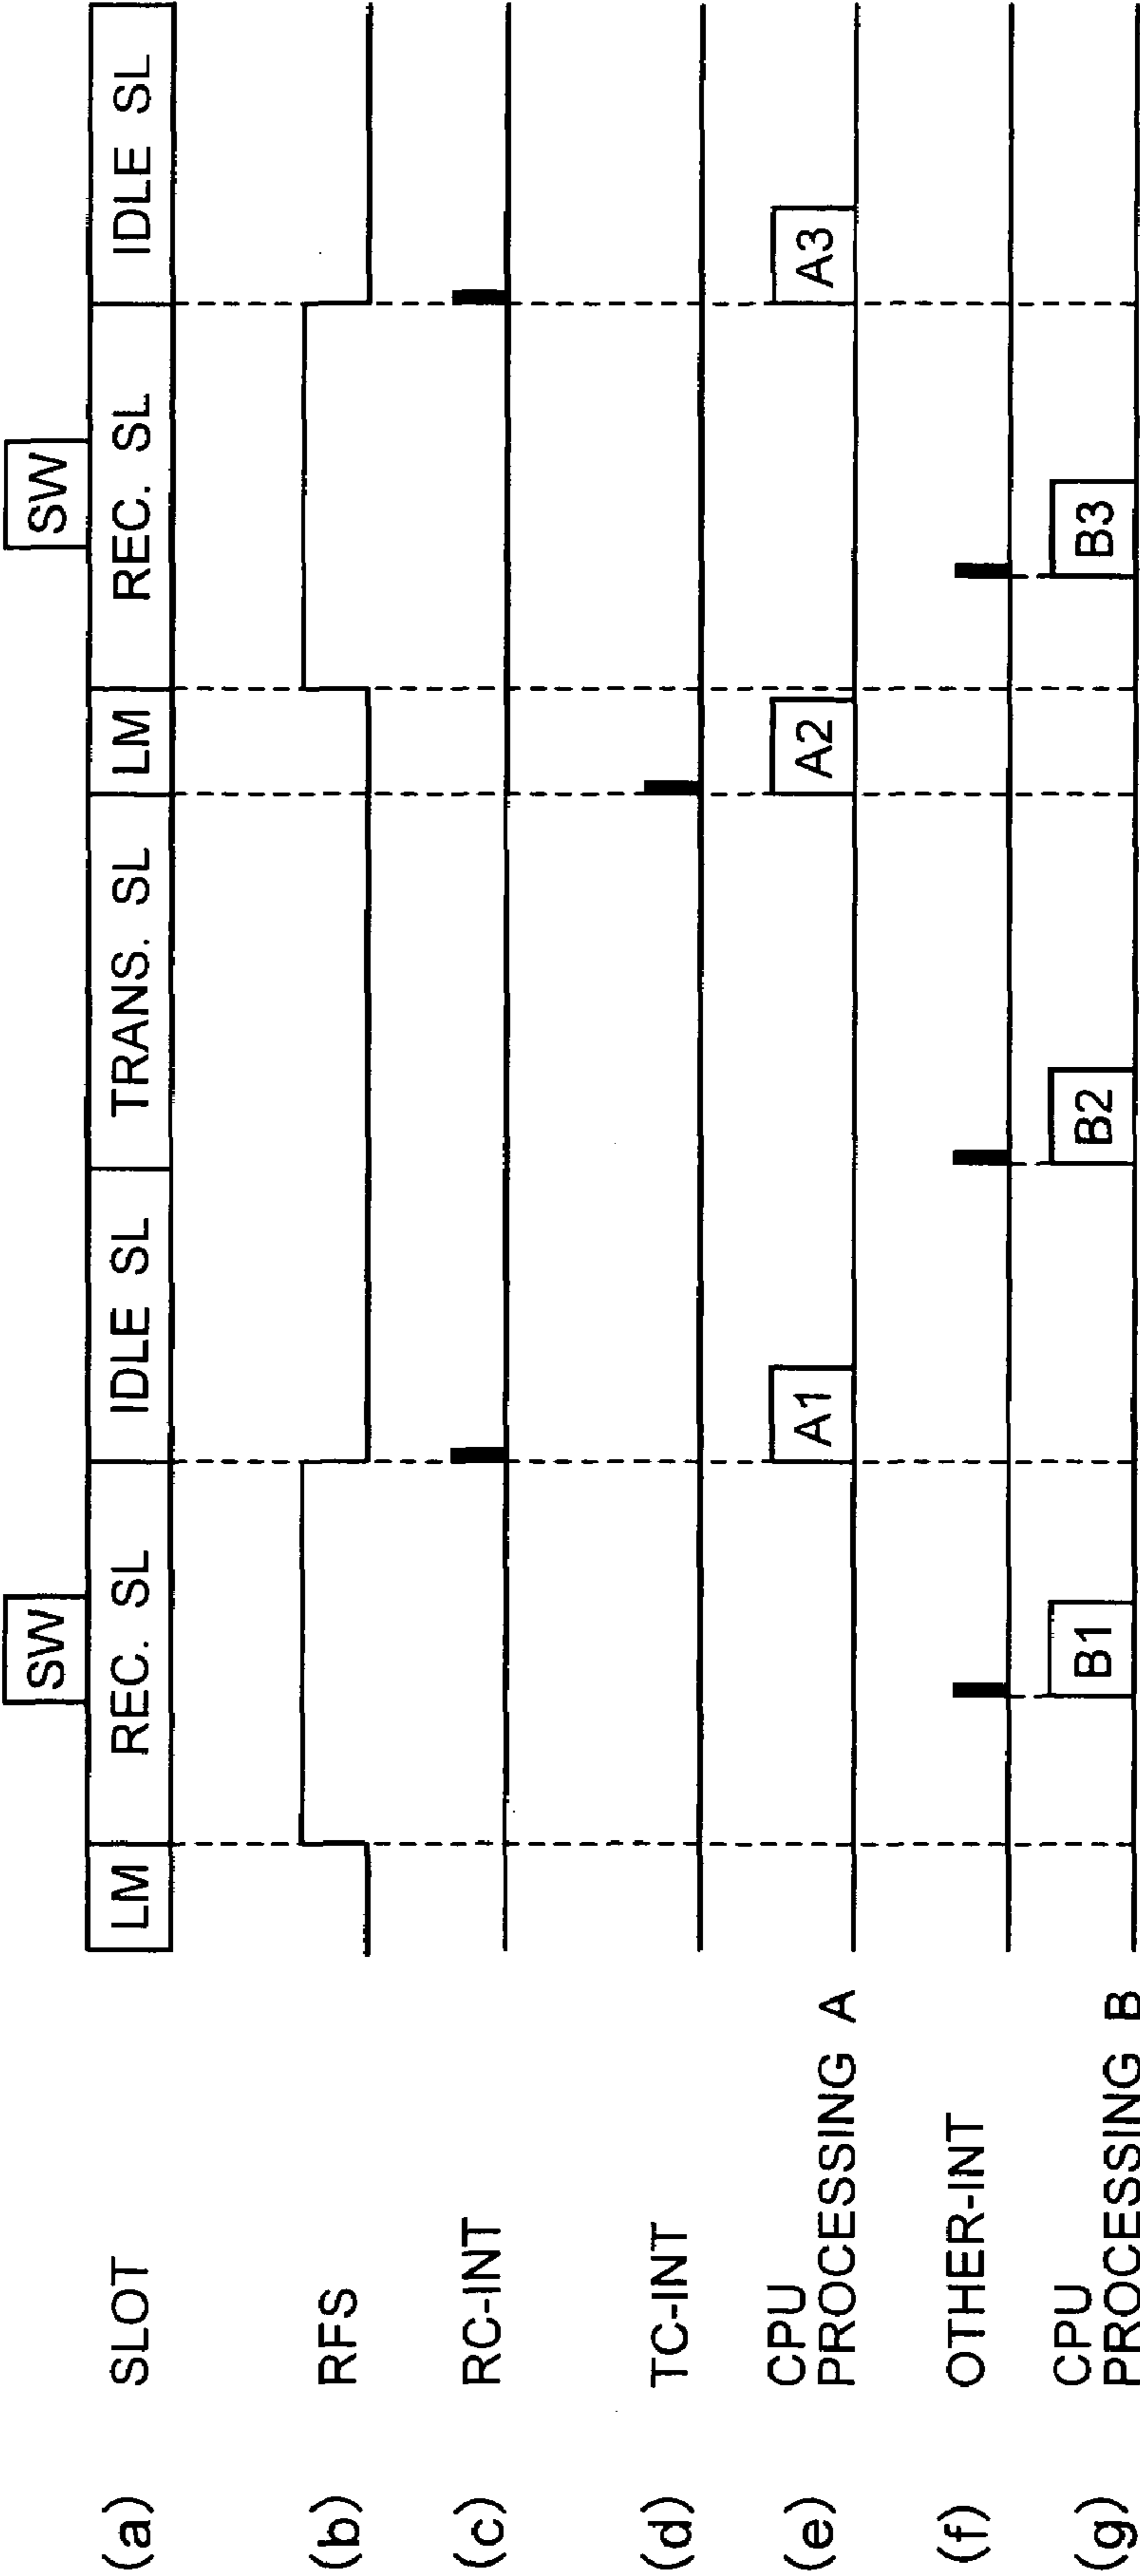 SW
SW
(a) SLOT
LM
REC. SL
IDLE SL
TRANS. SL
LM
REC. SL
IDLE SL
(b) RFS
(c) RC-INT
(d) TC-INT
(e) CPU
PROCESSING A
A1
A2
A3
(f) OTHER-INT
(g) CPU
PROCESSING B
B1
B2
B3